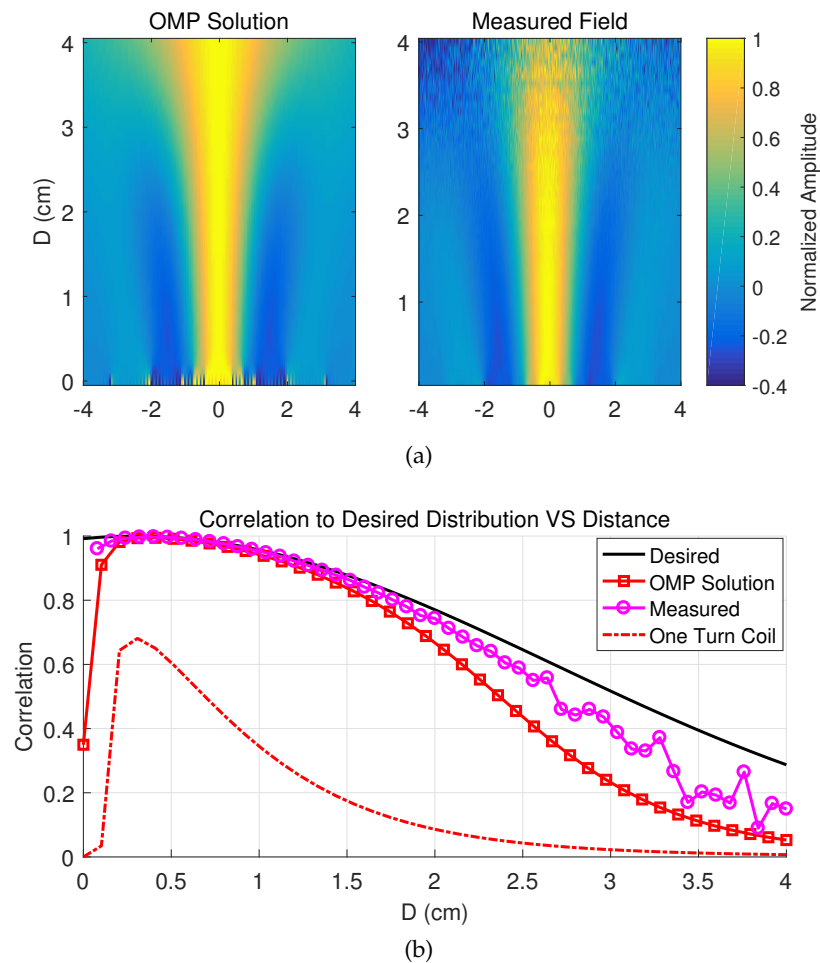 OMP Solution
Measured Field
4
3
2
1
0
D (cm)
-4 -2 0 2 4
4
3
2
1
-4 -2 0 2 4
1
0.8
0.6
0.4
0.2
0
-0.2
-0.4
Normalized Amplitude
(a)
Correlation to Desired Distribution VS Distance
1
0.8
0.6
0.4
0.2
0
Correlation
Desired
OMP Solution
Measured
One Turn Coil
0 0.5 1 1.5 2 2.5 3 3.5 4
D (cm)
(b)